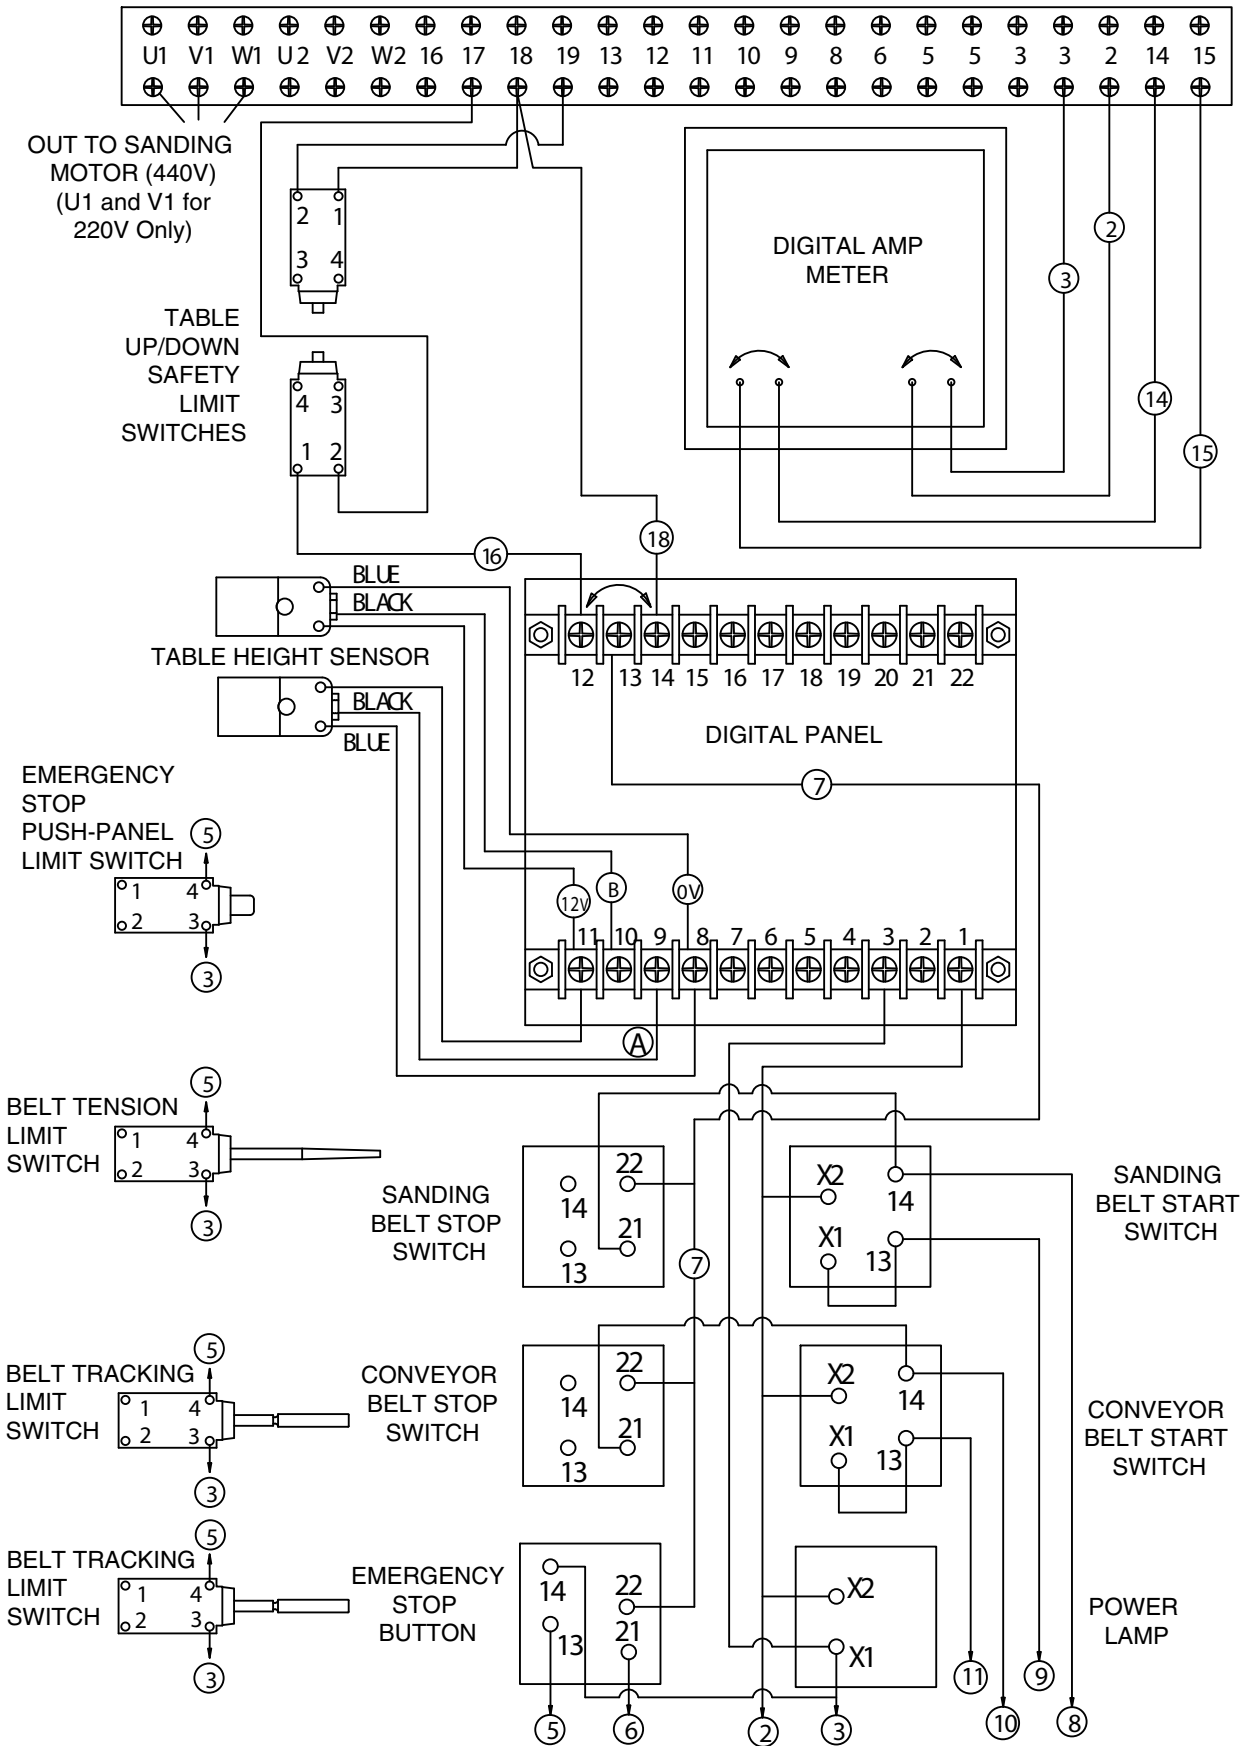 U1 V1 W1 U2 V2 W2 16 17 18 19 13 12 11 10 9 8 6 5 5 3 3 2 14 15
OUT TO SANDING
MOTOR (440V)
(U1 and V1 for
220V Only)
2 1
3 4
DIGITAL AMP
METER
2
3
TABLE
UP/DOWN
SAFETY
LIMIT
SWITCHES
4 3
1 2
14
15
18
16
BLUE
BLACK
TABLE HEIGHT SENSOR
12 13 14 15 16 17 18 19 20 21 22
BLACK
BLUE
DIGITAL PANEL
7
EMERGENCY
STOP
PUSH-PANEL
LIMIT SWITCH
5
1 4
2 3
3
12V
B
0V
11 10 9 8 7 6 5 4 3 2 1
A
BELT TENSION
LIMIT
SWITCH
5
1 4
2 3
3
SANDING
BELT STOP
SWITCH
22
14
21
13
7
X2
14
X1
13
SANDING
BELT START
SWITCH
BELT TRACKING
LIMIT
SWITCH
5
1 4
2 3
3
CONVEYOR
BELT STOP
SWITCH
22
14
21
13
X2
14
X1
13
CONVEYOR
BELT START
SWITCH
BELT TRACKING
LIMIT
SWITCH
5
1 4
2 3
3
EMERGENCY
STOP
BUTTON
14
22
13
21
X2
X1
POWER
LAMP
5
6
2
3
11
10
9
8